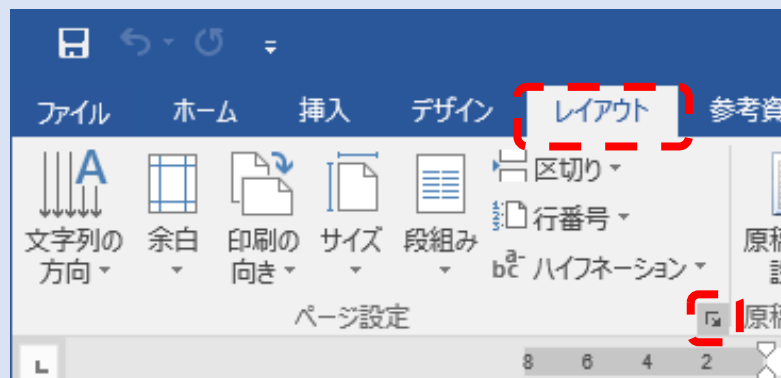 ファイル ホーム 挿入 デザイン レイアウト 参考資
文字列の方向 余白 印刷の向き サイズ 段組み
区切り
行番号
bc a- ハイフネーション
原稿
ページ設定 原稿
8 6 4 2